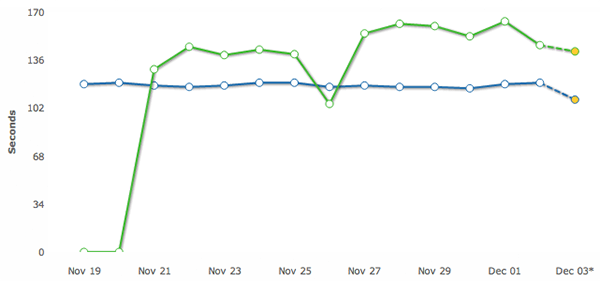 170
136
102
68
34
0
Seconds
Nov 19
Nov 21
Nov 23
Nov 25
Nov 27
Nov 29
Dec 01
Dec 03*